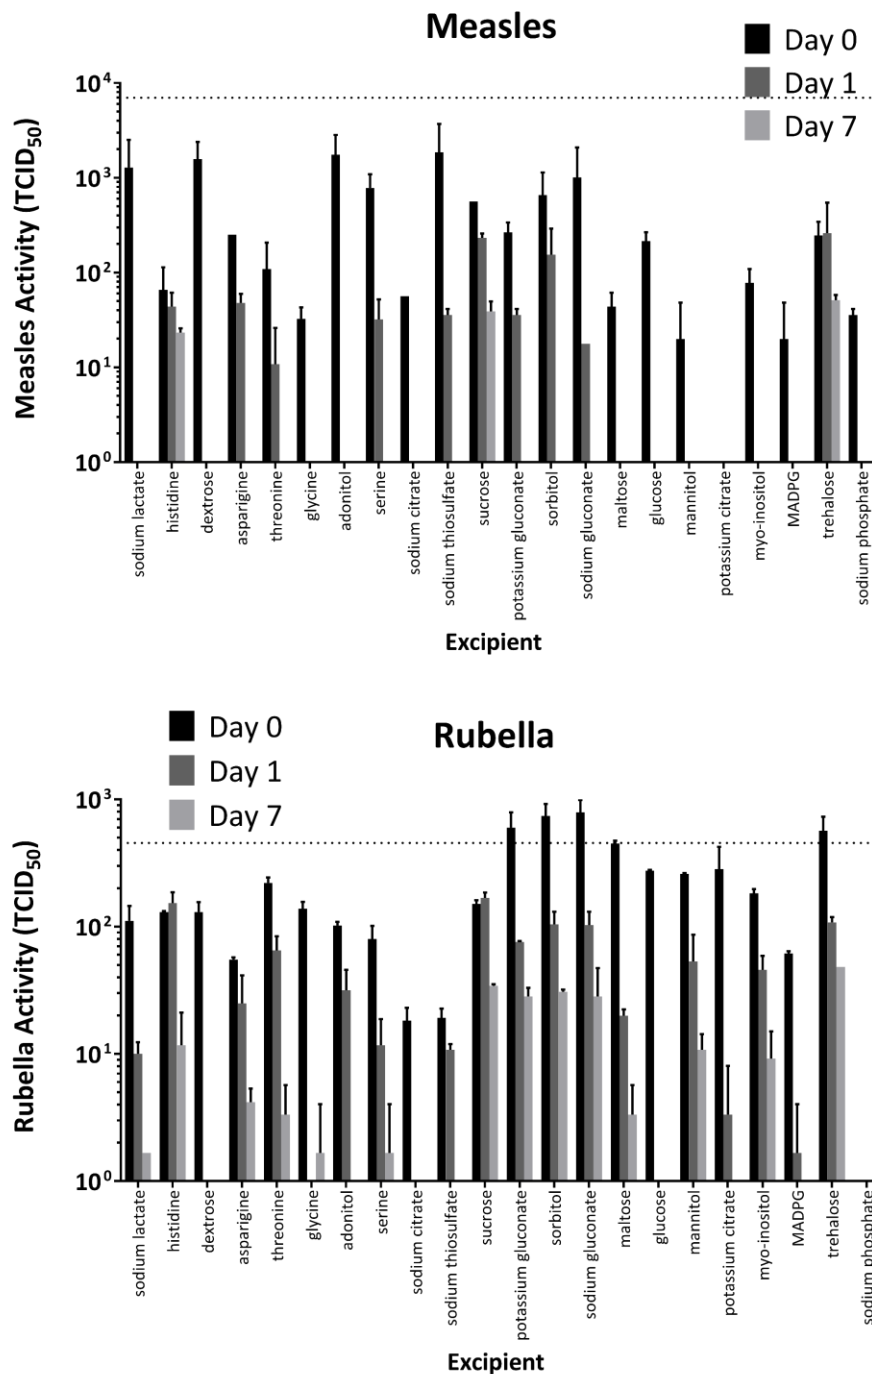 Measles
Day 0
Day 1
Day 7
Measles Activity (TCID50)
10^4
10^3
10^2
10^1
10^0
sodium lactate
histidine
dextrose
asparigine
threonine
glycine
adonitol
serine
sodium citrate
sodium thiosulfate
sucrose
potassium gluconate
sorbitol
sodium gluconate
maltose
glucose
mannitol
potassium citrate
myo-inositol
MADPG
trehalose
sodium phosphate
Excipient
Day 0
Day 1
Day 7
Rubella
Rubella Activity (TCID50)
10^3
10^2
10^1
10^0
sodium lactate
histidine
dextrose
asparigine
threonine
glycine
adonitol
serine
sodium citrate
sodium thiosulfate
sucrose
potassium gluconate
sorbitol
sodium gluconate
maltose
glucose
mannitol
potassium citrate
myo-inositol
MADPG
trehalose
sodium phosphate
Excipient